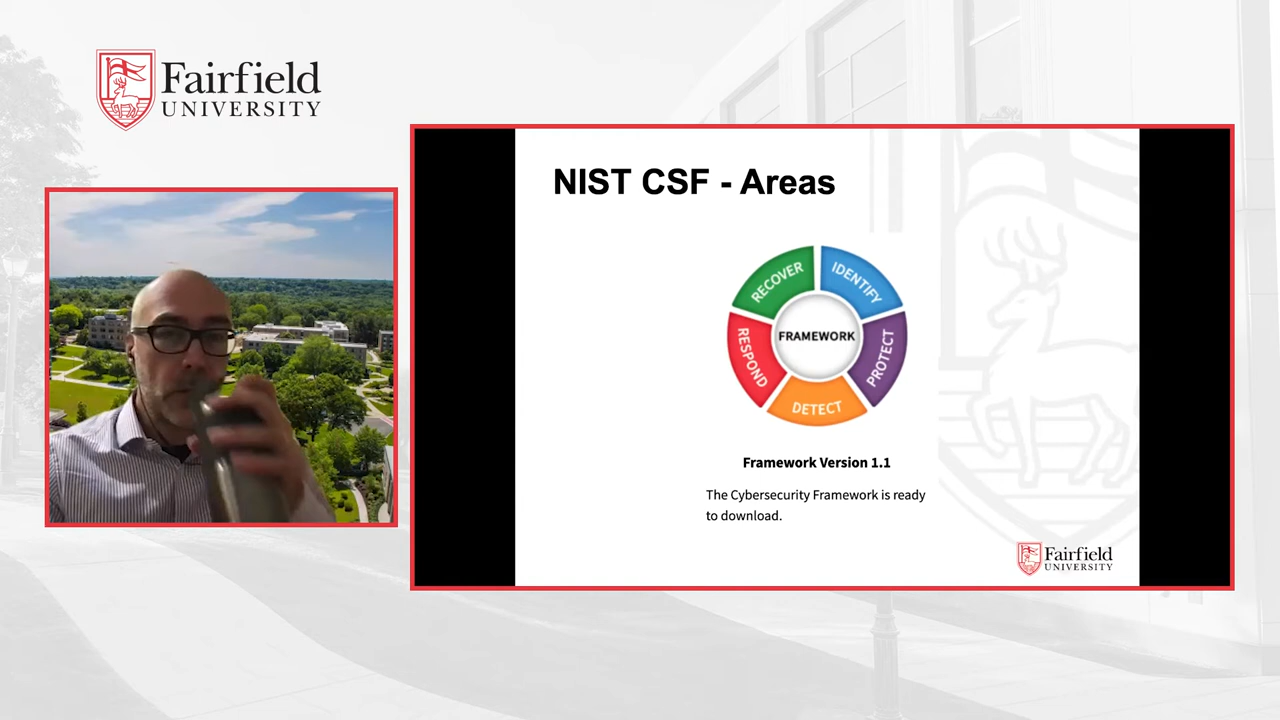 Fairfield
UNIVERSITY
NIST CSF - Areas
RECOVER
IDENTIFY
FRAMEWORK
RESPOND
PROTECT
DETECT
Framework Version 1.1
The Cybersecurity Framework is ready
to download.
Fairfield
UNIVERSITY